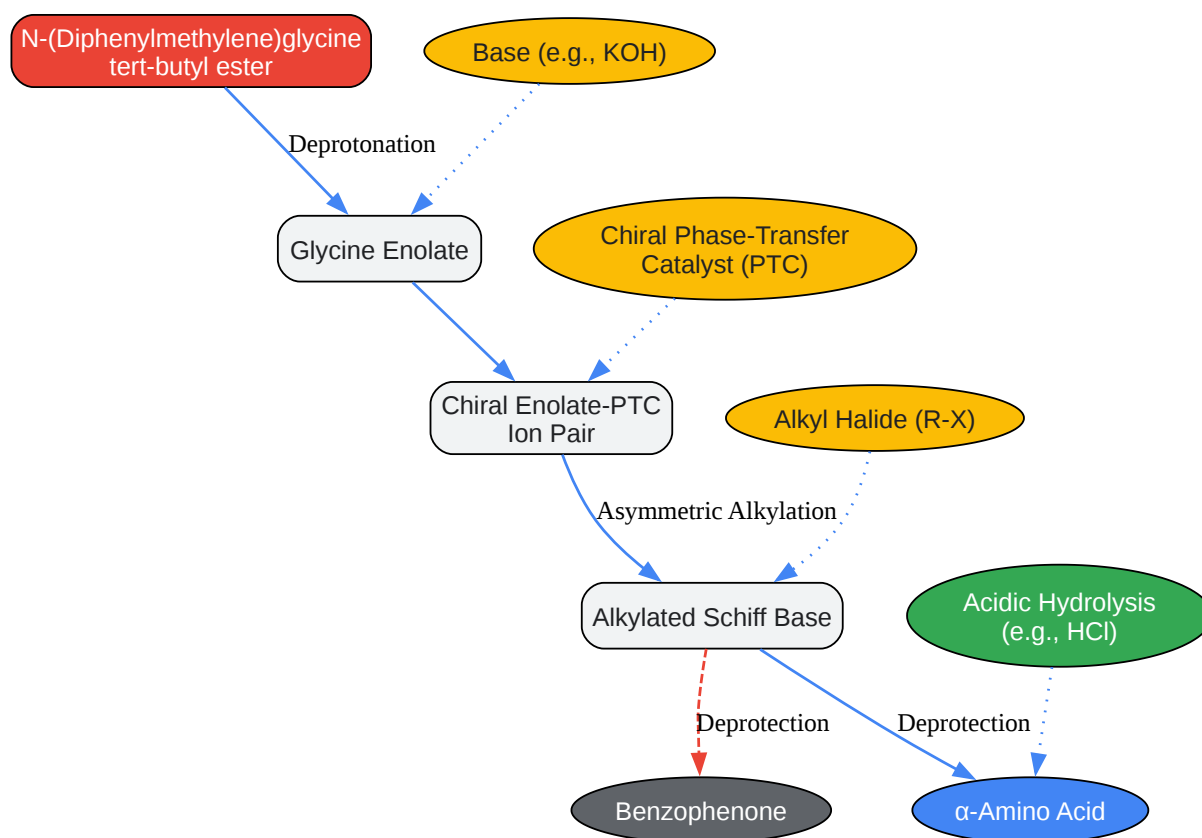 N-(Diphenylmethylene)glycine
tert-butyl ester
Base (e.g., KOH)
Deprotonation
Glycine Enolate
Chiral Phase-Transfer
Catalyst (PTC)
Chiral Enolate-PTC
Ion Pair
Alkyl Halide (R-X)
Asymmetric Alkylation
Alkylated Schiff Base
Acidic Hydrolysis
(e.g., HCl)
Deprotection
Deprotection
Benzophenone
α-Amino Acid